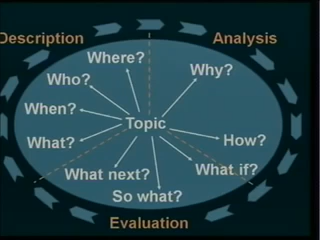 Description
Analysis
Where?
Who?
Why?
When?
Topic
What?
How?
What next?
What if?
So what?
Evaluation